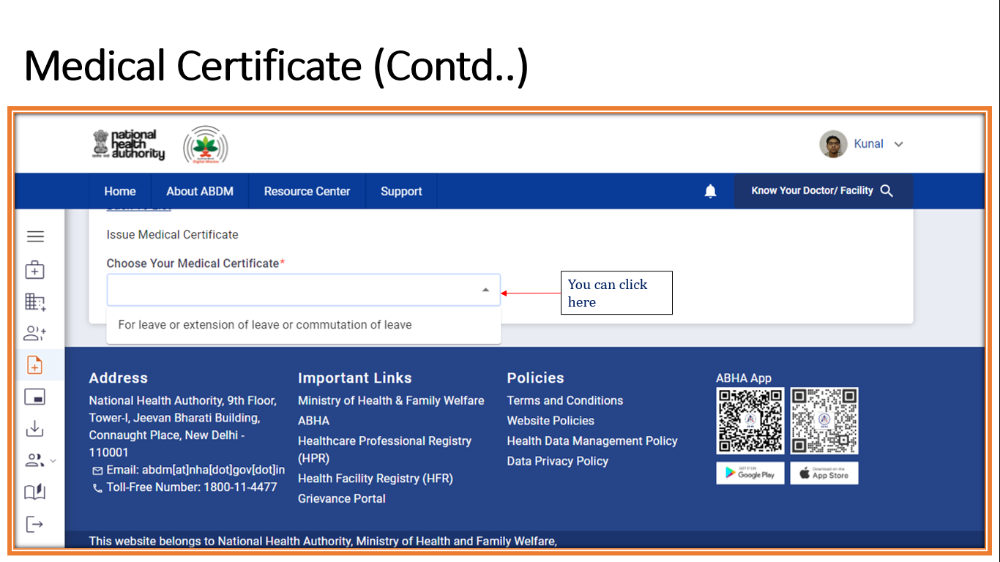 Medical Certificate (Contd..)
national
health
authority
Kunal
Home About ABDM Resource Center Support Know Your Doctor/ Facility
Issue Medical Certificate
Choose Your Medical Certificate*
You can click
here
For leave or extension of leave or commutation of leave
Address
National Health Authority, 9th Floor,
Tower-I, Jeevan Bharati Building,
Connaught Place, New Delhi -
110001
Email: abdm[at]nha[dot]gov[dot]in
Toll-Free Number: 1800-11-4477
Important Links
Ministry of Health & Family Welfare
ABHA
Healthcare Professional Registry
(HPR)
Health Facility Registry (HFR)
Grievance Portal
Policies
Terms and Conditions
Website Policies
Health Data Management Policy
Data Privacy Policy
ABHA App
GET IT ON
Google Play
Download on the
App Store
This website belongs to National Health Authority, Ministry of Health and Family Welfare,